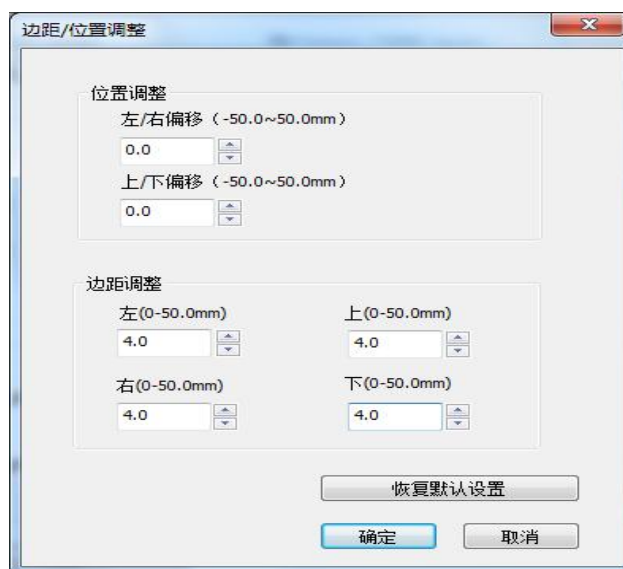 边距/位置调整
位置调整
左/右偏移（-50.0~50.0mm）
0.0
上/下偏移（-50.0~50.0mm）
0.0
边距调整
左(0-50.0mm) 上(0-50.0mm)
4.0 4.0
右(0-50.0mm) 下(0-50.0mm)
4.0 4.0
恢复默认设置
确定 取消